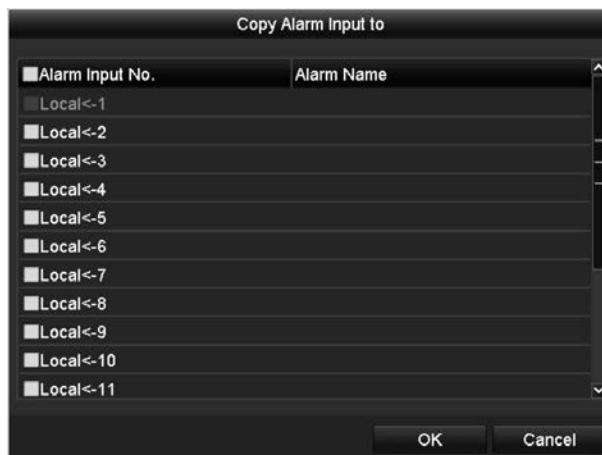 Copy Alarm Input to
Alarm Input No. Alarm Name
Local<-1
Local<-2
Local<-3
Local<-4
Local<-5
Local<-6
Local<-7
Local<-8
Local<-9
Local<-10
Local<-11
OK Cancel